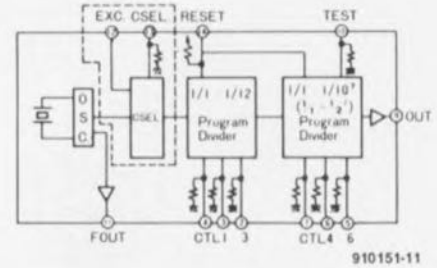 EXC. CSEL RESET TEST
O
S
C
CSEL
1/1 1/12
Program
Divider
1/1 1/10⁷
Program
Divider
OUT
FOUT CTL1 3 CTL4 6
910151-11